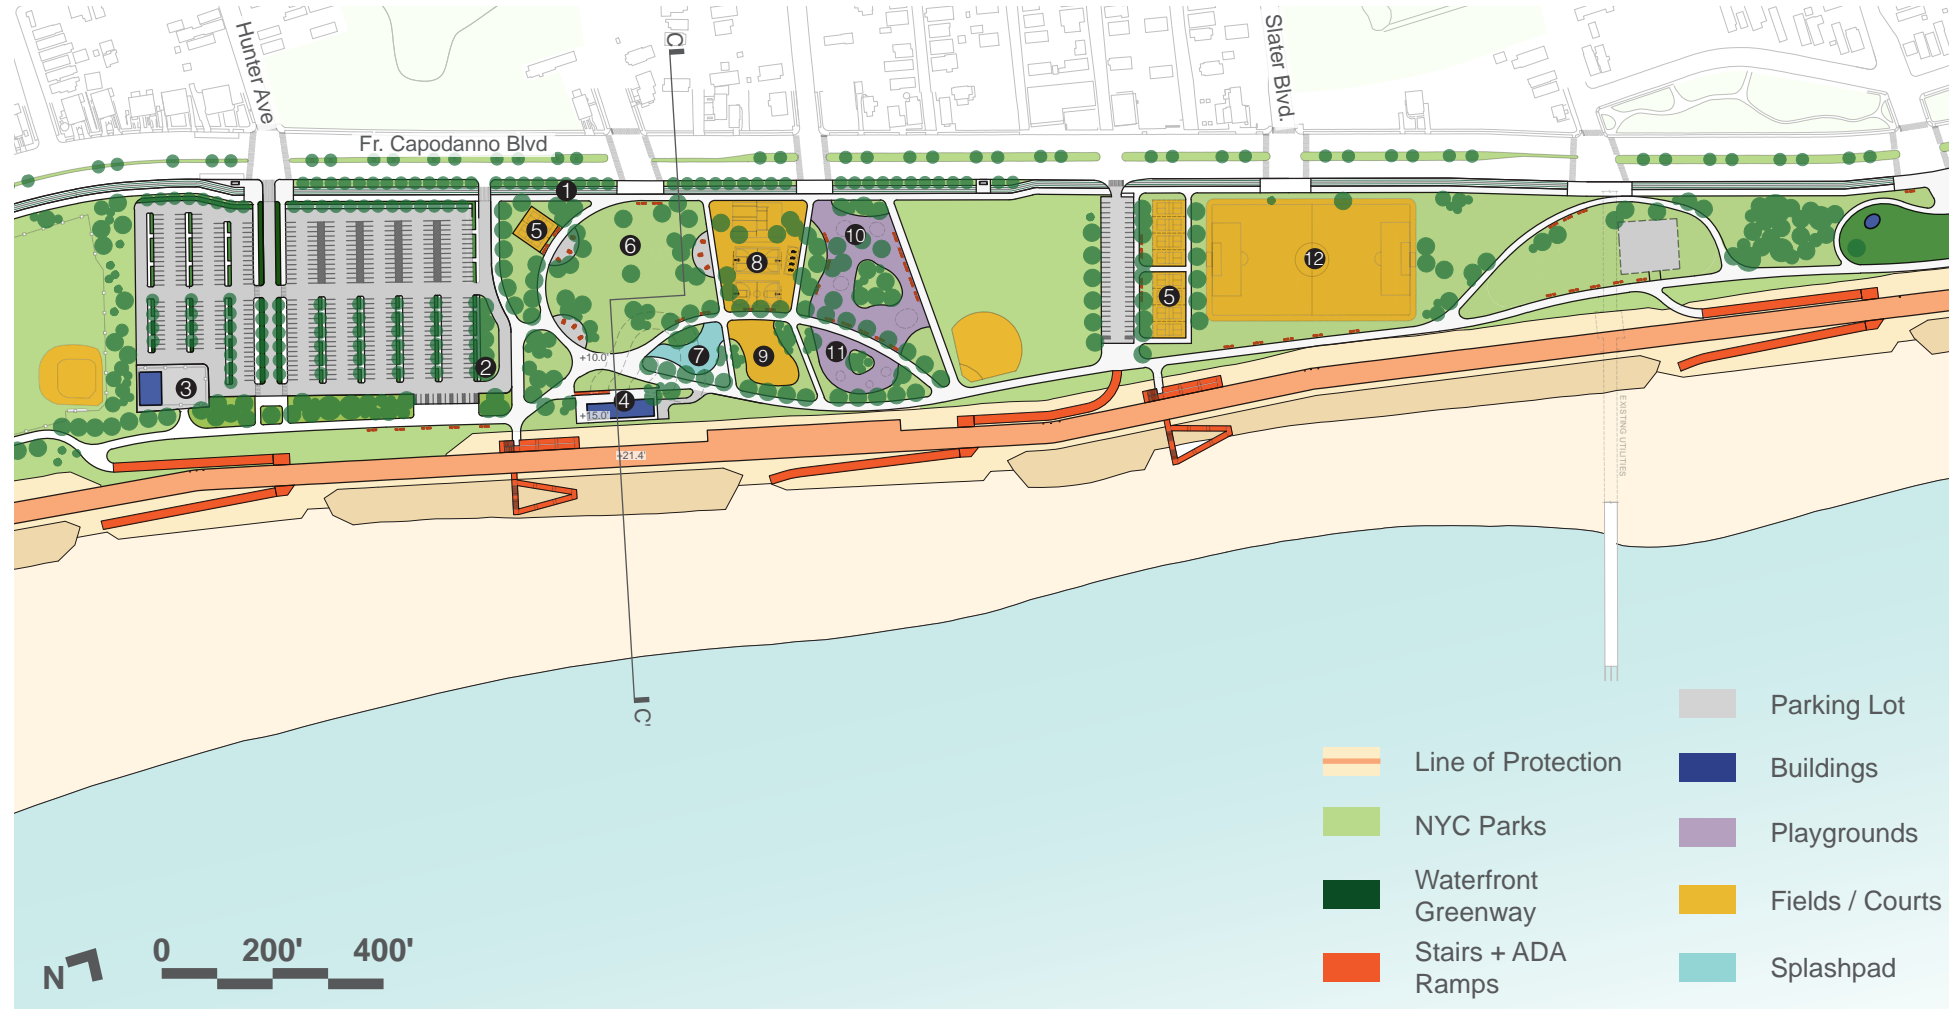 Hunter Ave
C
Slater Blvd.
Fr. Capodanno Blvd
1
5
6
10
8
12
5
2
3
7
9
11
+10.0'
4
+15.0'
+21.4'
EXISTING UTILITIES
C'
Line of Protection
NYC Parks
Waterfront
Greenway
Stairs + ADA
Ramps
Parking Lot
Buildings
Playgrounds
Fields / Courts
Splashpad
N
0 200' 400'